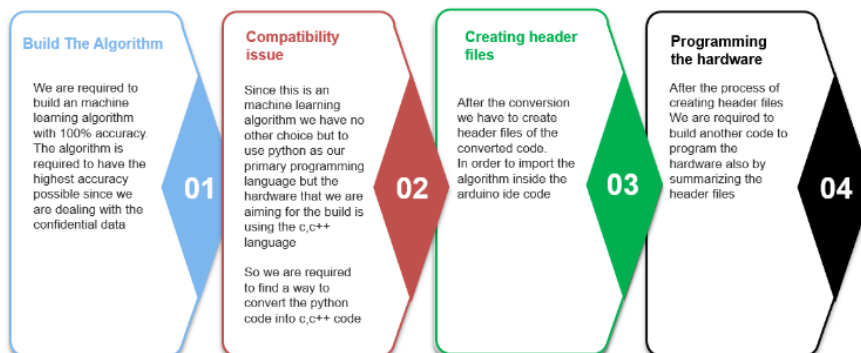 Build The Algorithm
We are required to
build an machine
learning algorithm
with 100% accuracy.
The algorithm is
required to have the
highest accuracy
possible since we
are dealing with the
confidential data
01
Compatibility
issue
Since this is an
machine learning
algorithm we have no
other choice but to
use python as our
primary programming
language but the
hardware that we are
aiming for the build is
using the c,c++
language
So we are required
to find a way to
convert the python
code into c,c++ code
02
Creating header
files
After the conversion
we have to create
header files of the
converted code.
In order to import the
algorithm inside the
arduino ide code
03
Programming
the hardware
After the process of
creating header files
We are required to
build another code to
program the
hardware also by
summarizing the
header files
04